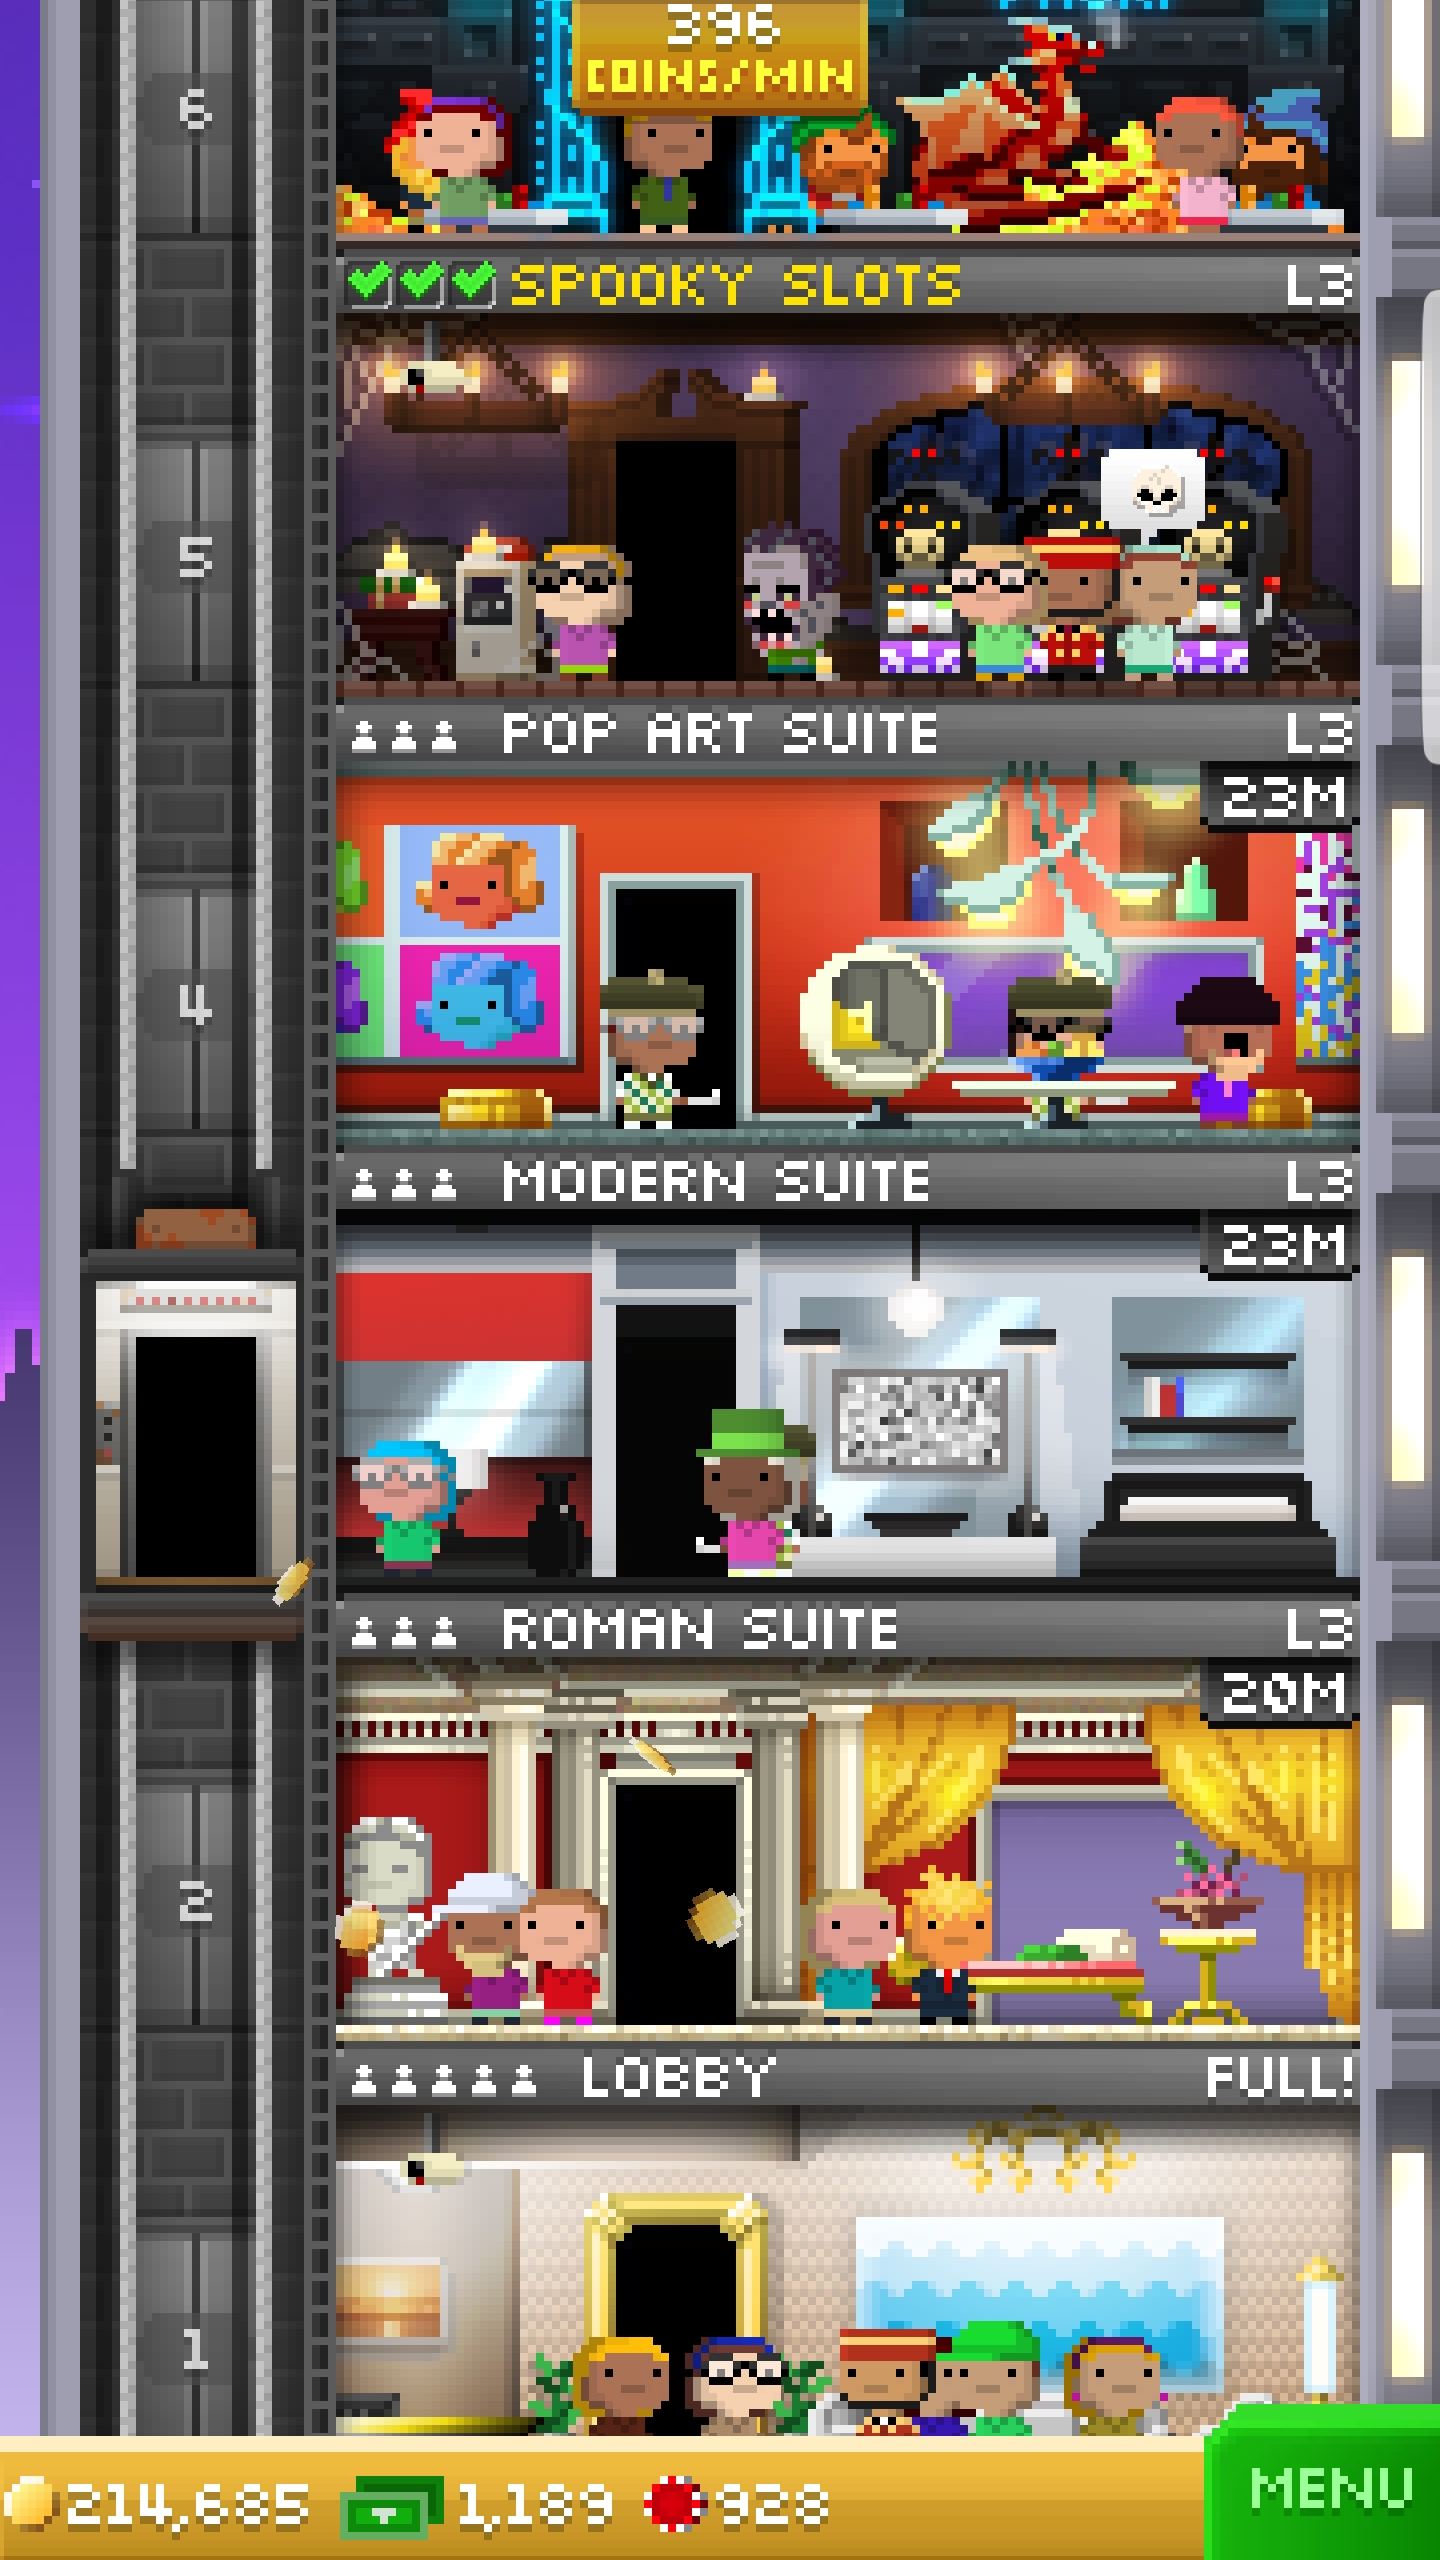 396
COINS/MIN
6
SPOOKY SLOTS L3
5
POP ART SUITE L3
23M
4
MODERN SUITE L3
23M
ROMAN SUITE L3
20M
2
LOBBY FULL!
1
214,685 1,189 928 MENU